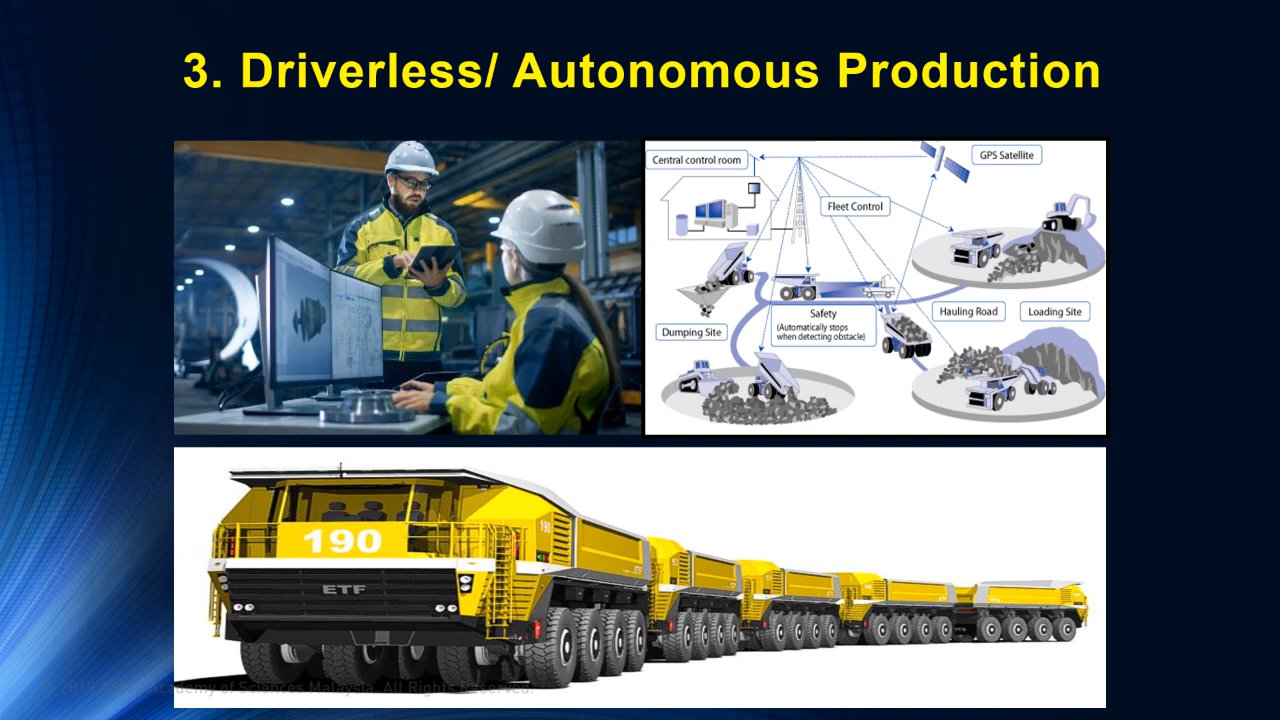 3. Driverless/ Autonomous Production
Central control room
GPS Satellite
Fleet Control
Safety
(Automatically stops
when detecting obstacle)
Hauling Road
Loading Site
Dumping Site
190
190
ETF
Academy of Sciences Malaysia. All Rights Reserved.